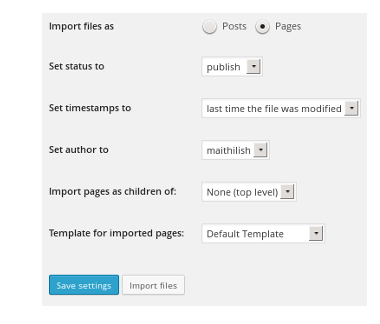 Import files as Posts Pages
Set status to publish
Set timestamps to last time the file was modified
Set author to maithilish
Import pages as children of: None (top level)
Template for imported pages: Default Template
Save settings Import files